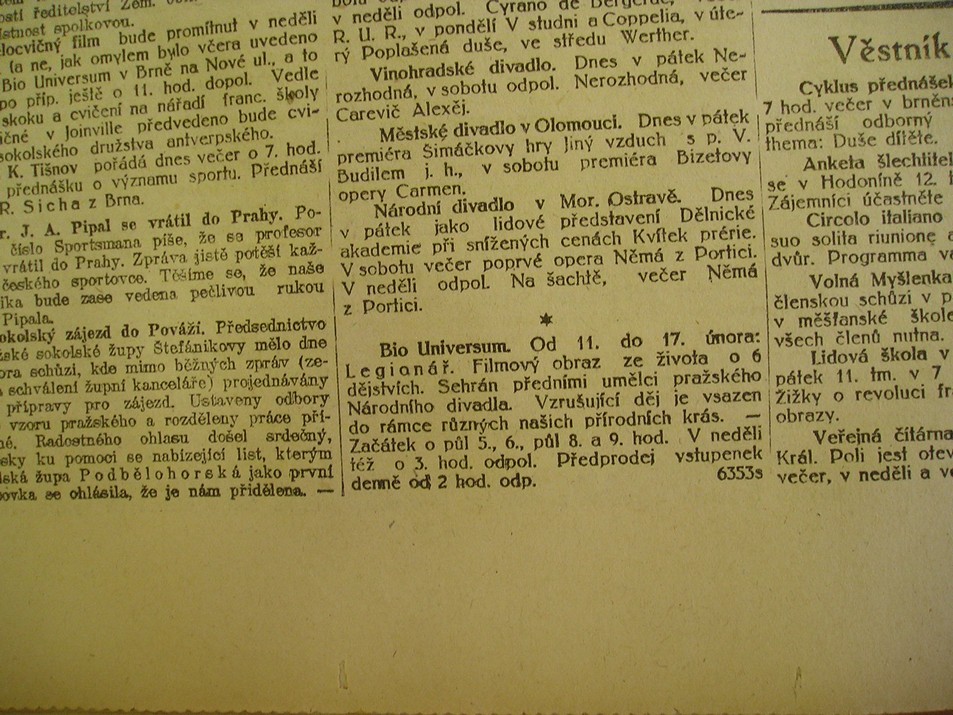 ostí ředitelství Zem.
stnost spolkovou.
locvičný film bude promítnut v neděli
(a ne, jak omylem bylo včera uvedeno
Bio Universum v Brně na Nové ul., a to
po příp. ještě o 11. hod. dopol. Vedle
skoku a cvičení na nářadí franc. školy
ičné v Joinville předvedeno bude cvi-
sokolského družstva antverpského.
K. Tišnov pořádá dnes večer o 7. hod.
přednášku o významu sportu. Přednáší
R. Sicha z Brna.
r. J. A. Pipal se vrátil do Prahy. Po-
číslo Sportsmana píše, že se profesor
vrátil do Prahy. Zpráva jistě potěší kaž-
českého sportovce. Těšíme se, že naše
ika bude zase vedena pečlivou rukou
Pipala.
okolský zájezd do Pováží. Předsednictvo
žské sokolské župy Štefánikovy mělo dne
ora schůzi, kde mimo běžných zpráv (ze-
a schválení župní kanceláře) projednávány
přípravy pro zájezd. Ustaveny odbory
vzoru pražského a rozděleny práce pří-
né. Radostného ohlasu došel srdečný,
sky ku pomoci se nabízející list, kterým
lská župa Podbělohorská jako první
ovka se ohlásila, že je nám přidělena. —
v neděli odpol. Cyrano de Bergerac,
R. U. R., v pondělí V studni a Coppelia, v úte-
rý Poplašená duše, ve středu Werther.
Vinohradské divadlo. Dnes v pátek Ne-
rozhodná, v sobotu odpol. Nerozhodná, večer
Carevič Alexěj.
Městské divadlo v Olomouci. Dnes v pátek
premiéra Šimáčkovy hry Jiný vzduch s p. V.
Budilem j. h., v sobotu premiéra Bizetovy
opery Carmen.
Národní divadlo v Mor. Ostravě. Dnes
v pátek jako lidové představení Dělnické
akademie při snížených cenách Kvítek prérie.
V sobotu večer poprvé opera Němá z Portici.
V neděli odpol. Na šachtě, večer Němá
z Portici.
*
Bio Universum. Od 11. do 17. února:
Legionář. Filmový obraz ze života o 6
dějstvích. Sehrán předními umělci pražského
Národního divadla. Vzrušující děj je vsazen
do rámce různých našich přírodních krás. —
Začátek o půl 5., 6., půl 8. a 9. hod. V neděli
též o 3. hod. odpol. Předprodej vstupenek
denně od 2 hod. odp. 6353s
Věstník
Cyklus přednášek
7 hod. večer v brněns
přednáší odborný
thema: Duše dítěte.
Anketa šlechtitel
se v Hodoníně 12. h
Zájemníci účastněte
Circolo italiano
suo solita riunione a
dvůr. Programma va
Volná Myšlenka
členskou schůzi v p
v měšťanské škole
všech členů nutna.
Lidová škola v
pátek 11. tm. v 7
Žižky o revoluci fra
obrazy.
Veřejná čítárna
Král. Poli jest otev
večer, v neděli a ve